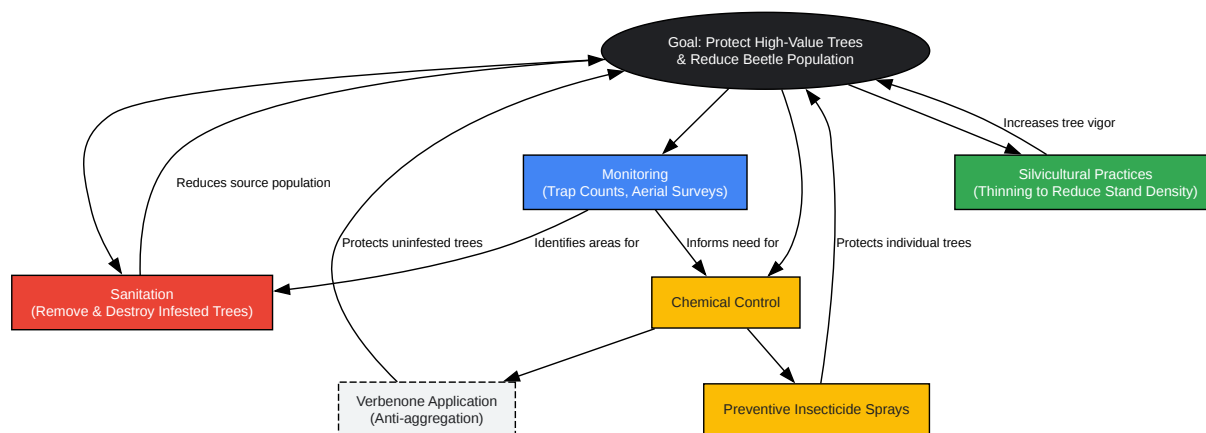 Goal: Protect High-Value Trees
& Reduce Beetle Population
Increases tree vigor
Monitoring
(Trap Counts, Aerial Surveys)
Silvicultural Practices
(Thinning to Reduce Stand Density)
Reduces source population
Protects uninfested trees
Identifies areas for
Informs need for
Protects individual trees
Sanitation
(Remove & Destroy Infested Trees)
Chemical Control
Verbenone Application
(Anti-aggregation)
Preventive Insecticide Sprays